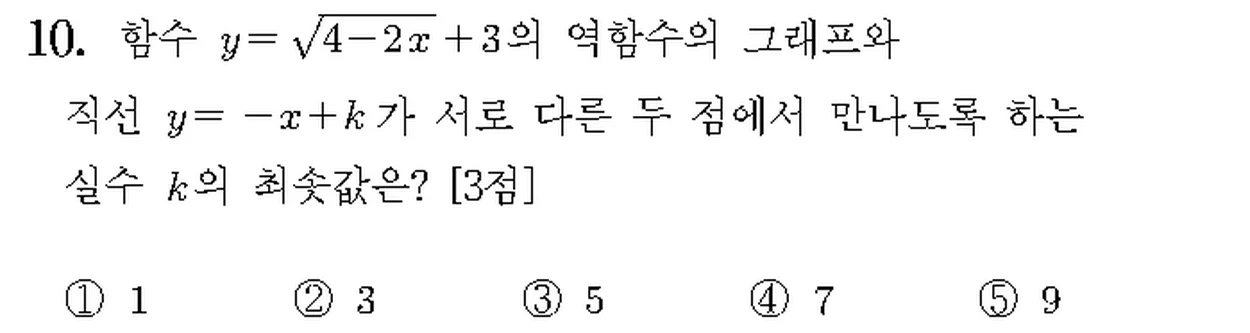 10. 함수 y=√(4-2x)+3의 역함수의 그래프와
직선 y=-x+k가 서로 다른 두 점에서 만나도록 하는
실수 k의 최솟값은? [3점]
① 1 ② 3 ③ 5 ④ 7 ⑤ 9